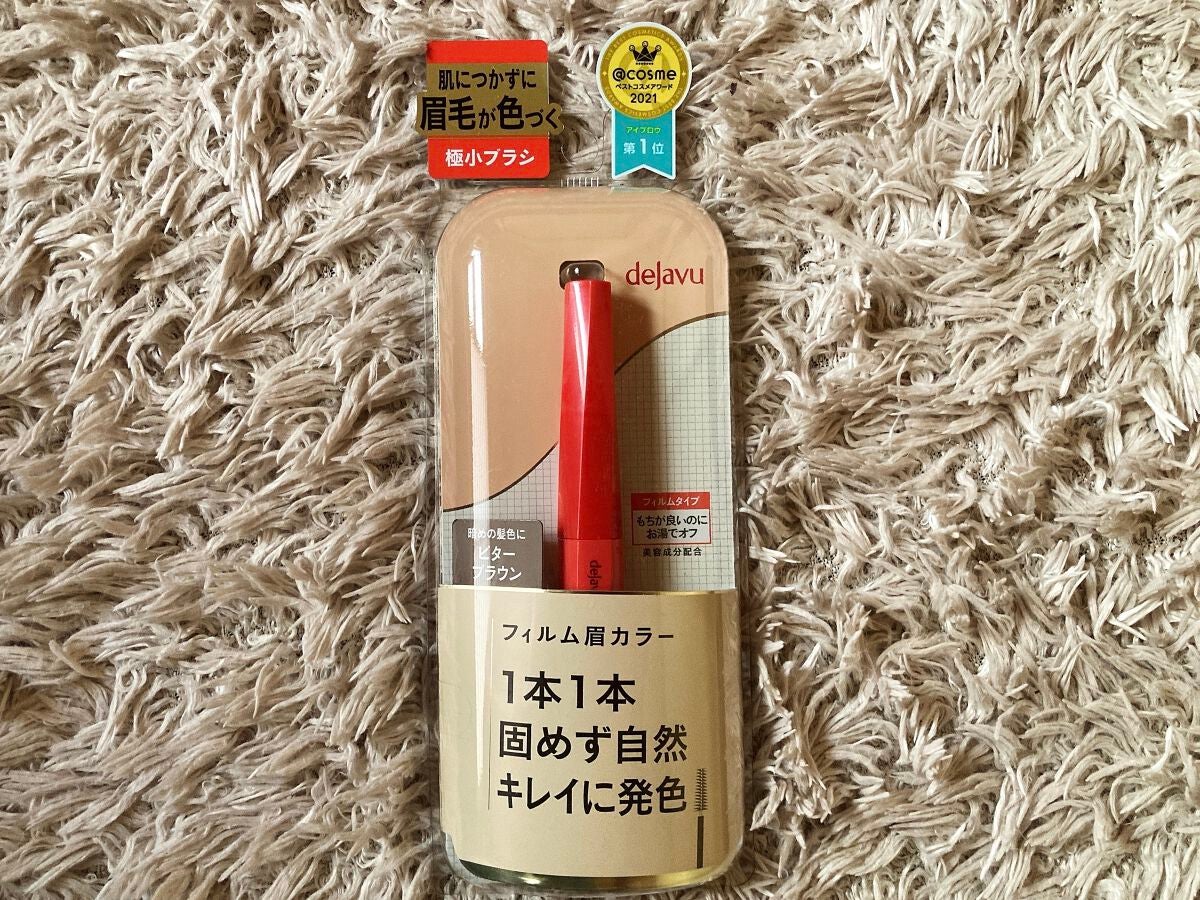 肌につかずに
眉毛が色づく
極小ブラシ
@cosme
ベストコスメアワード
2021
アイブロウ
第1位
dejavu
フィルムタイプ
もちが良いのに
お湯でオフ
美容成分配合
暗めの髪色に
ビター
ブラウン
deja
フィルム眉カラー
1本1本
固めず自然
キレイに発色